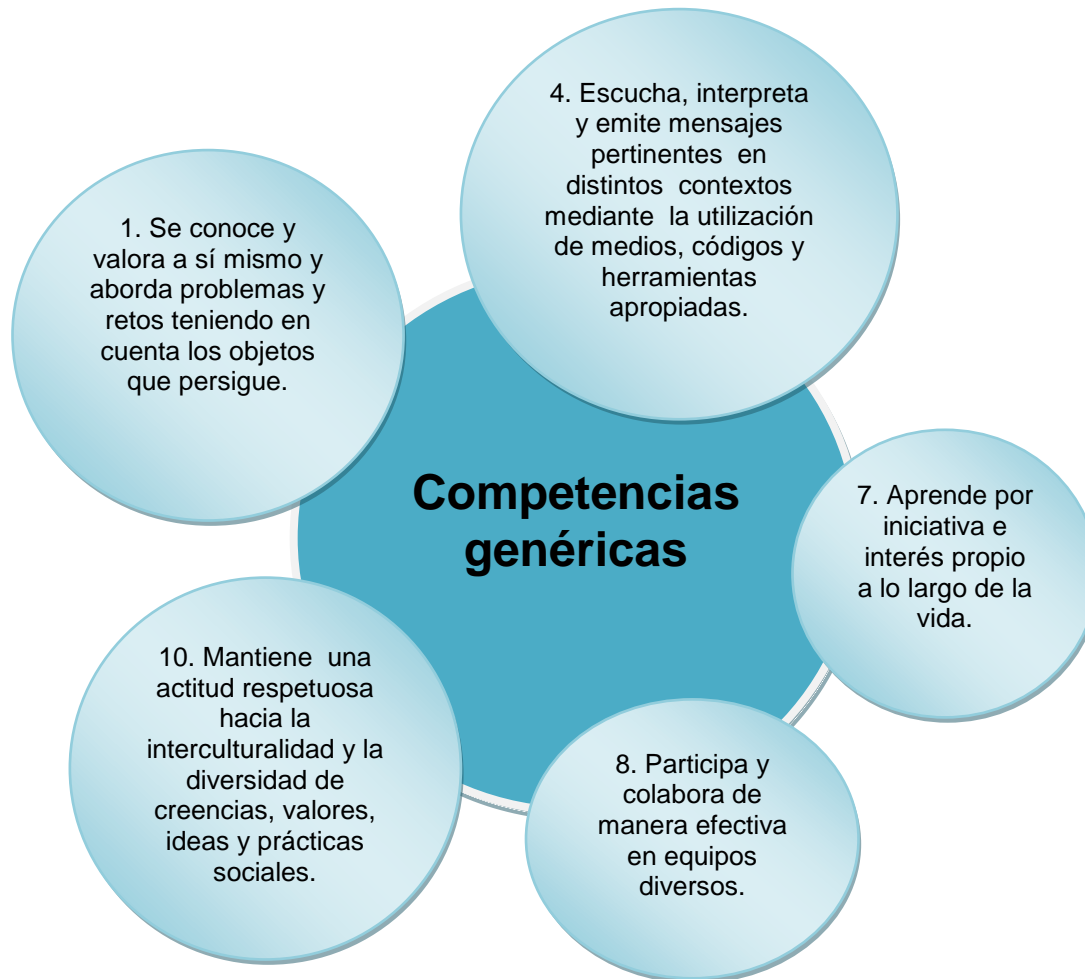 4. Escucha, interpreta
y emite mensajes
pertinentes en
distintos contextos
mediante la utilización
de medios, códigos y
herramientas
apropiadas.
1. Se conoce y
valora a sí mismo y
aborda problemas y
retos teniendo en
cuenta los objetos
que persigue.
Competencias
genéricas
7. Aprende por
iniciativa e
interés propio
a lo largo de la
vida.
10. Mantiene una
actitud respetuosa
hacia la
interculturalidad y la
diversidad de
creencias, valores,
ideas y prácticas
sociales.
8. Participa y
colabora de
manera efectiva
en equipos
diversos.